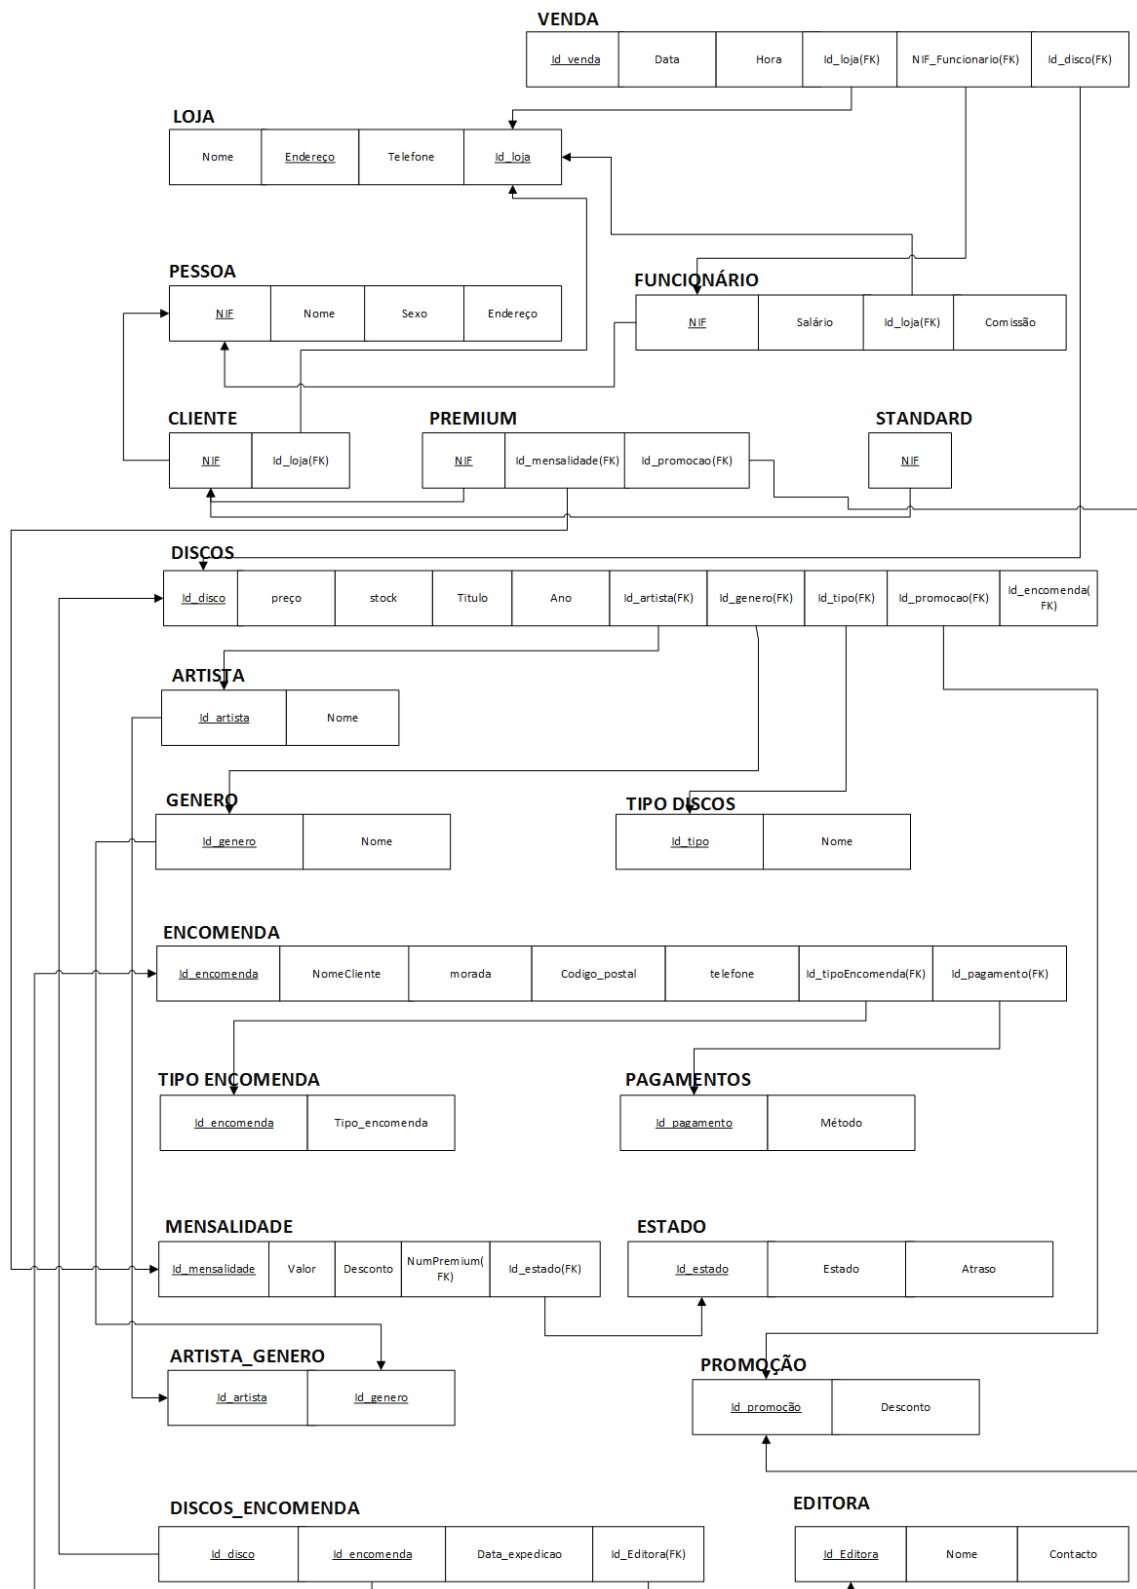 VENDA
Id_venda Data Hora Id_loja(FK) NIF_Funcionario(FK) Id_disco(FK)
LOJA
Nome Endereço Telefone Id_loja
PESSOA
NIF Nome Sexo Endereço
FUNCIONÁRIO
NIF Salário Id_loja(FK) Comissão
CLIENTE
NIF Id_loja(FK)
PREMIUM
NIF Id_mensalidade(FK) Id_promocao(FK)
STANDARD
NIF
DISCOS
Id_disco preço stock Titulo Ano Id_artista(FK) Id_genero(FK) Id_tipo(FK) Id_promocao(FK) Id_encomenda(
FK)
ARTISTA
Id_artista Nome
GENERO
Id_genero Nome
TIPO DISCOS
Id_tipo Nome
ENCOMENDA
Id_encomenda NomeCliente morada Codigo_postal telefone Id_tipoEncomenda(FK) Id_pagamento(FK)
TIPO ENCOMENDA
Id_encomenda Tipo_encomenda
PAGAMENTOS
Id_pagamento Método
MENSALIDADE
Id_mensalidade Valor Desconto NumPremium(
FK) Id_estado(FK)
ESTADO
Id_estado Estado Atraso
ARTISTA_GENERO
Id_artista Id_genero
PROMOÇÃO
Id_promoção Desconto
DISCOS_ENCOMENDA
Id_disco Id_encomenda Data_expedicao Id_Editora(FK)
EDITORA
Id_Editora Nome Contacto